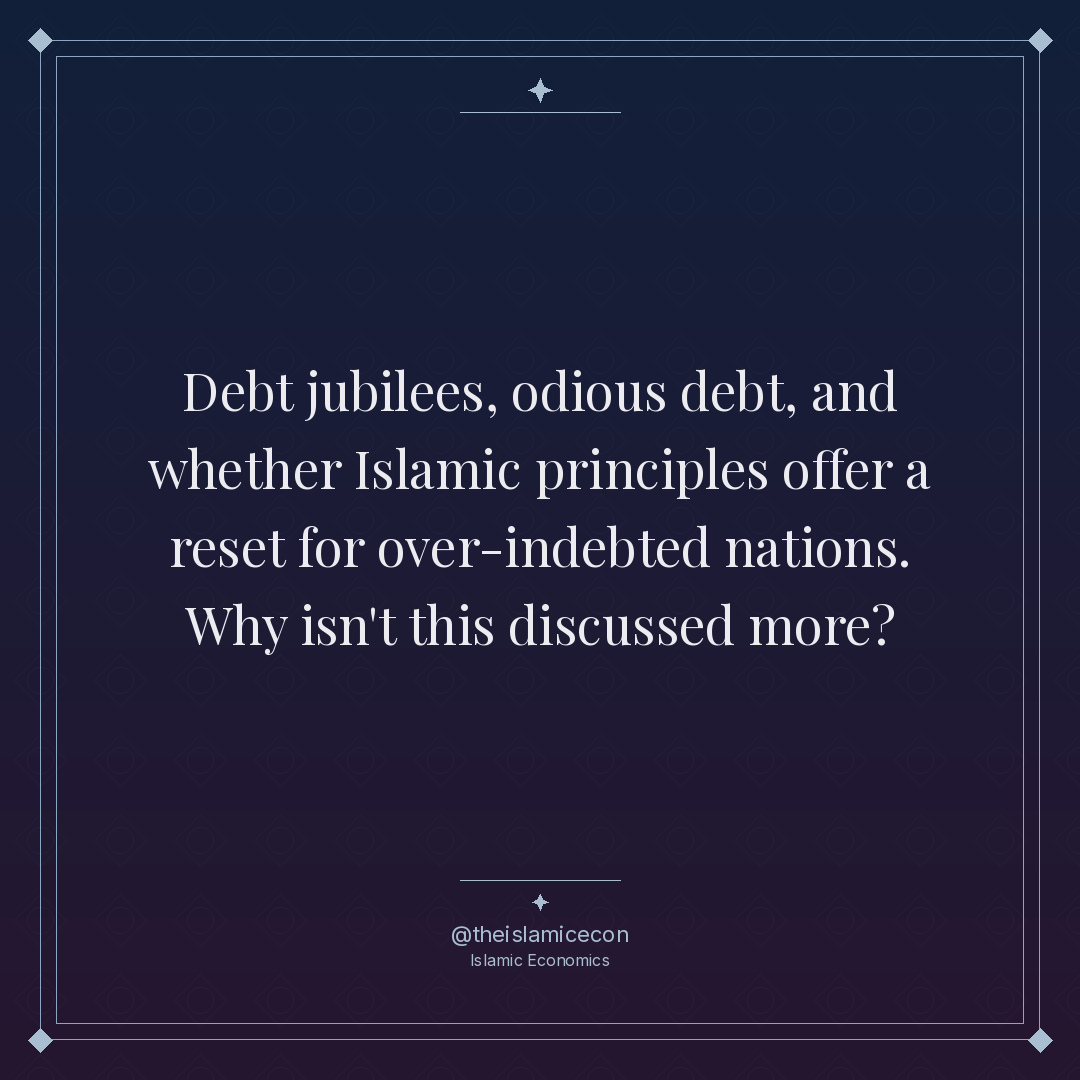 Debt jubilees, odious debt, and
whether Islamic principles offer a
reset for over-indebted nations.
Why isn't this discussed more?
@theislamicecon
Islamic Economics